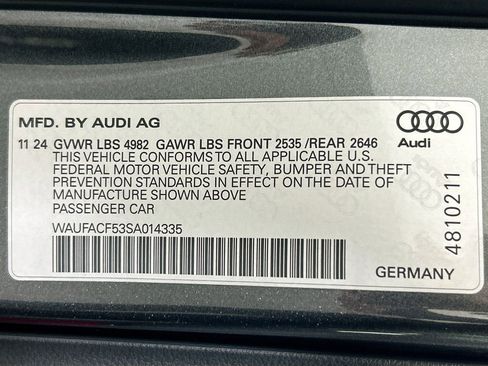 MFD. BY AUDI AG
11 24 GVWR LBS 4982 GAWR LBS FRONT 2535 /REAR 2646
THIS VEHICLE CONFORMS TO ALL APPLICABLE U.S.
FEDERAL MOTOR VEHICLE SAFETY, BUMPER AND THEFT
PREVENTION STANDARDS IN EFFECT ON THE DATE OF
MANUFACTURE SHOWN ABOVE
PASSENGER CAR
WAUFACF53SA014335
Audi
4810211
GERMANY